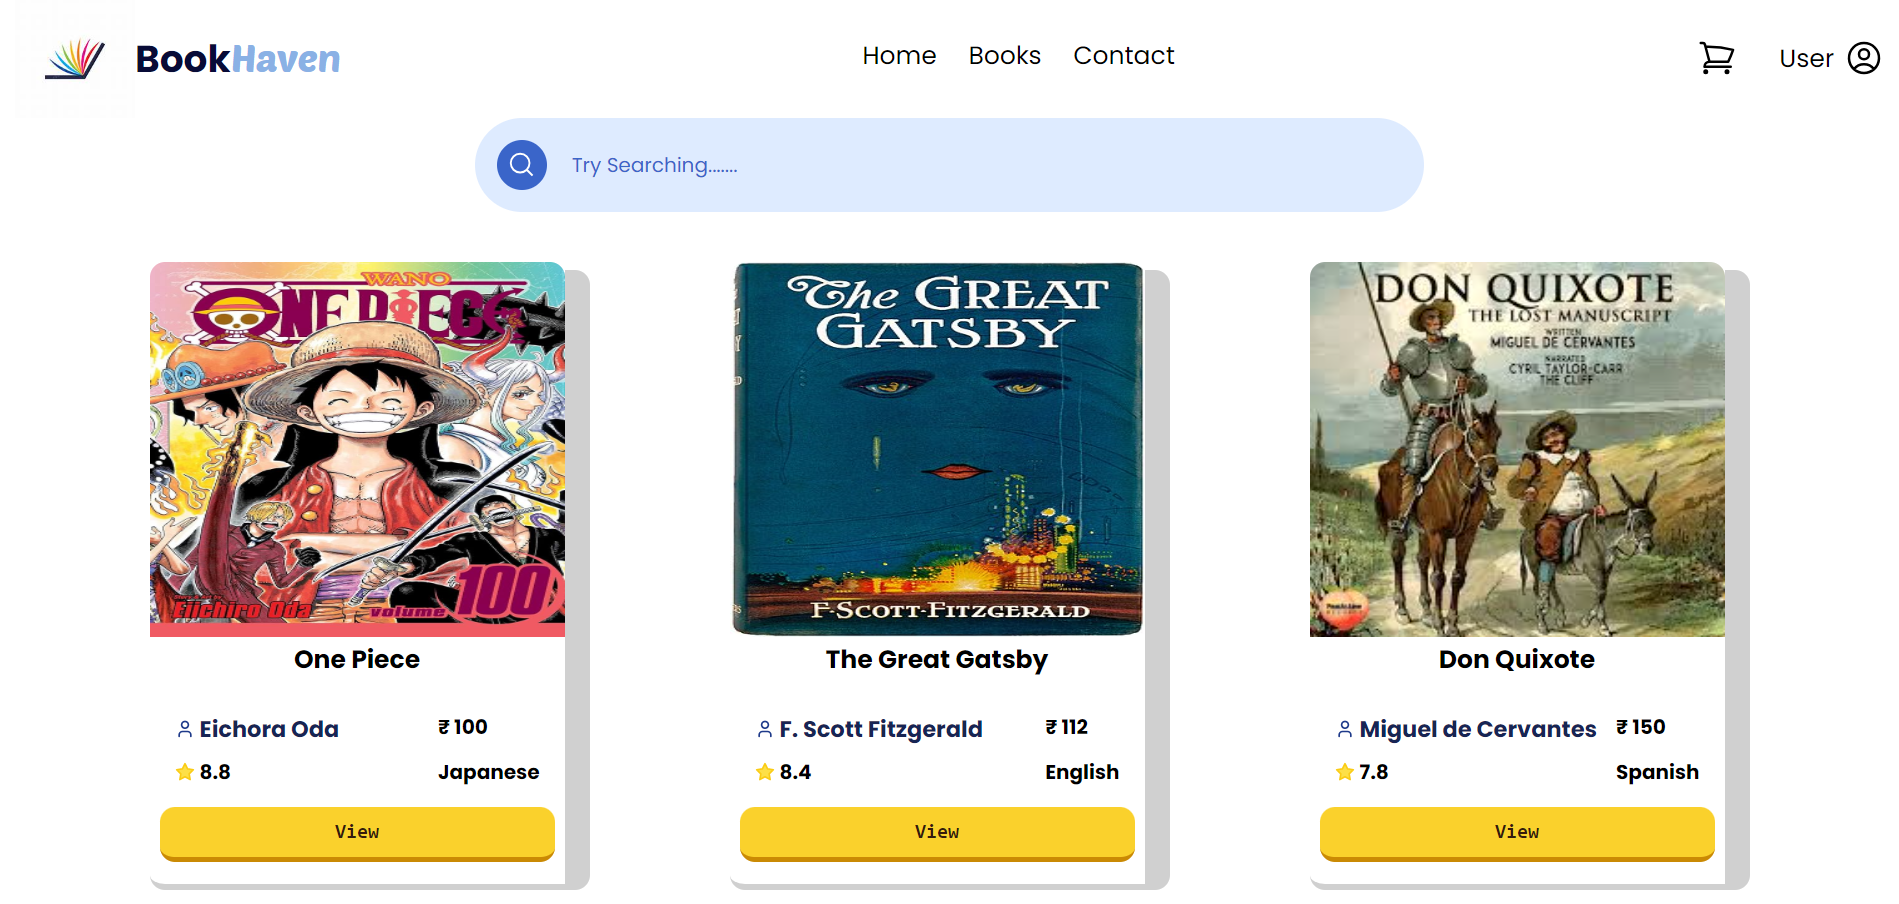 BookHaven
Home Books Contact
User
Try Searching.......
WANO
ONE PIECE
Eiichiro Oda
volume 100
One Piece
Eichora Oda ₹ 100
8.8 Japanese
View
The GREAT
GATSBY
F·SCOTT·FITZGERALD
The Great Gatsby
F. Scott Fitzgerald ₹ 112
8.4 English
View
DON QUIXOTE
THE LOST MANUSCRIPT
WRITTEN
MIGUEL DE CERVANTES
NARRATED
CYRIL TAYLOR-CARR
THE CLIFF
Don Quixote
Miguel de Cervantes ₹ 150
7.8 Spanish
View